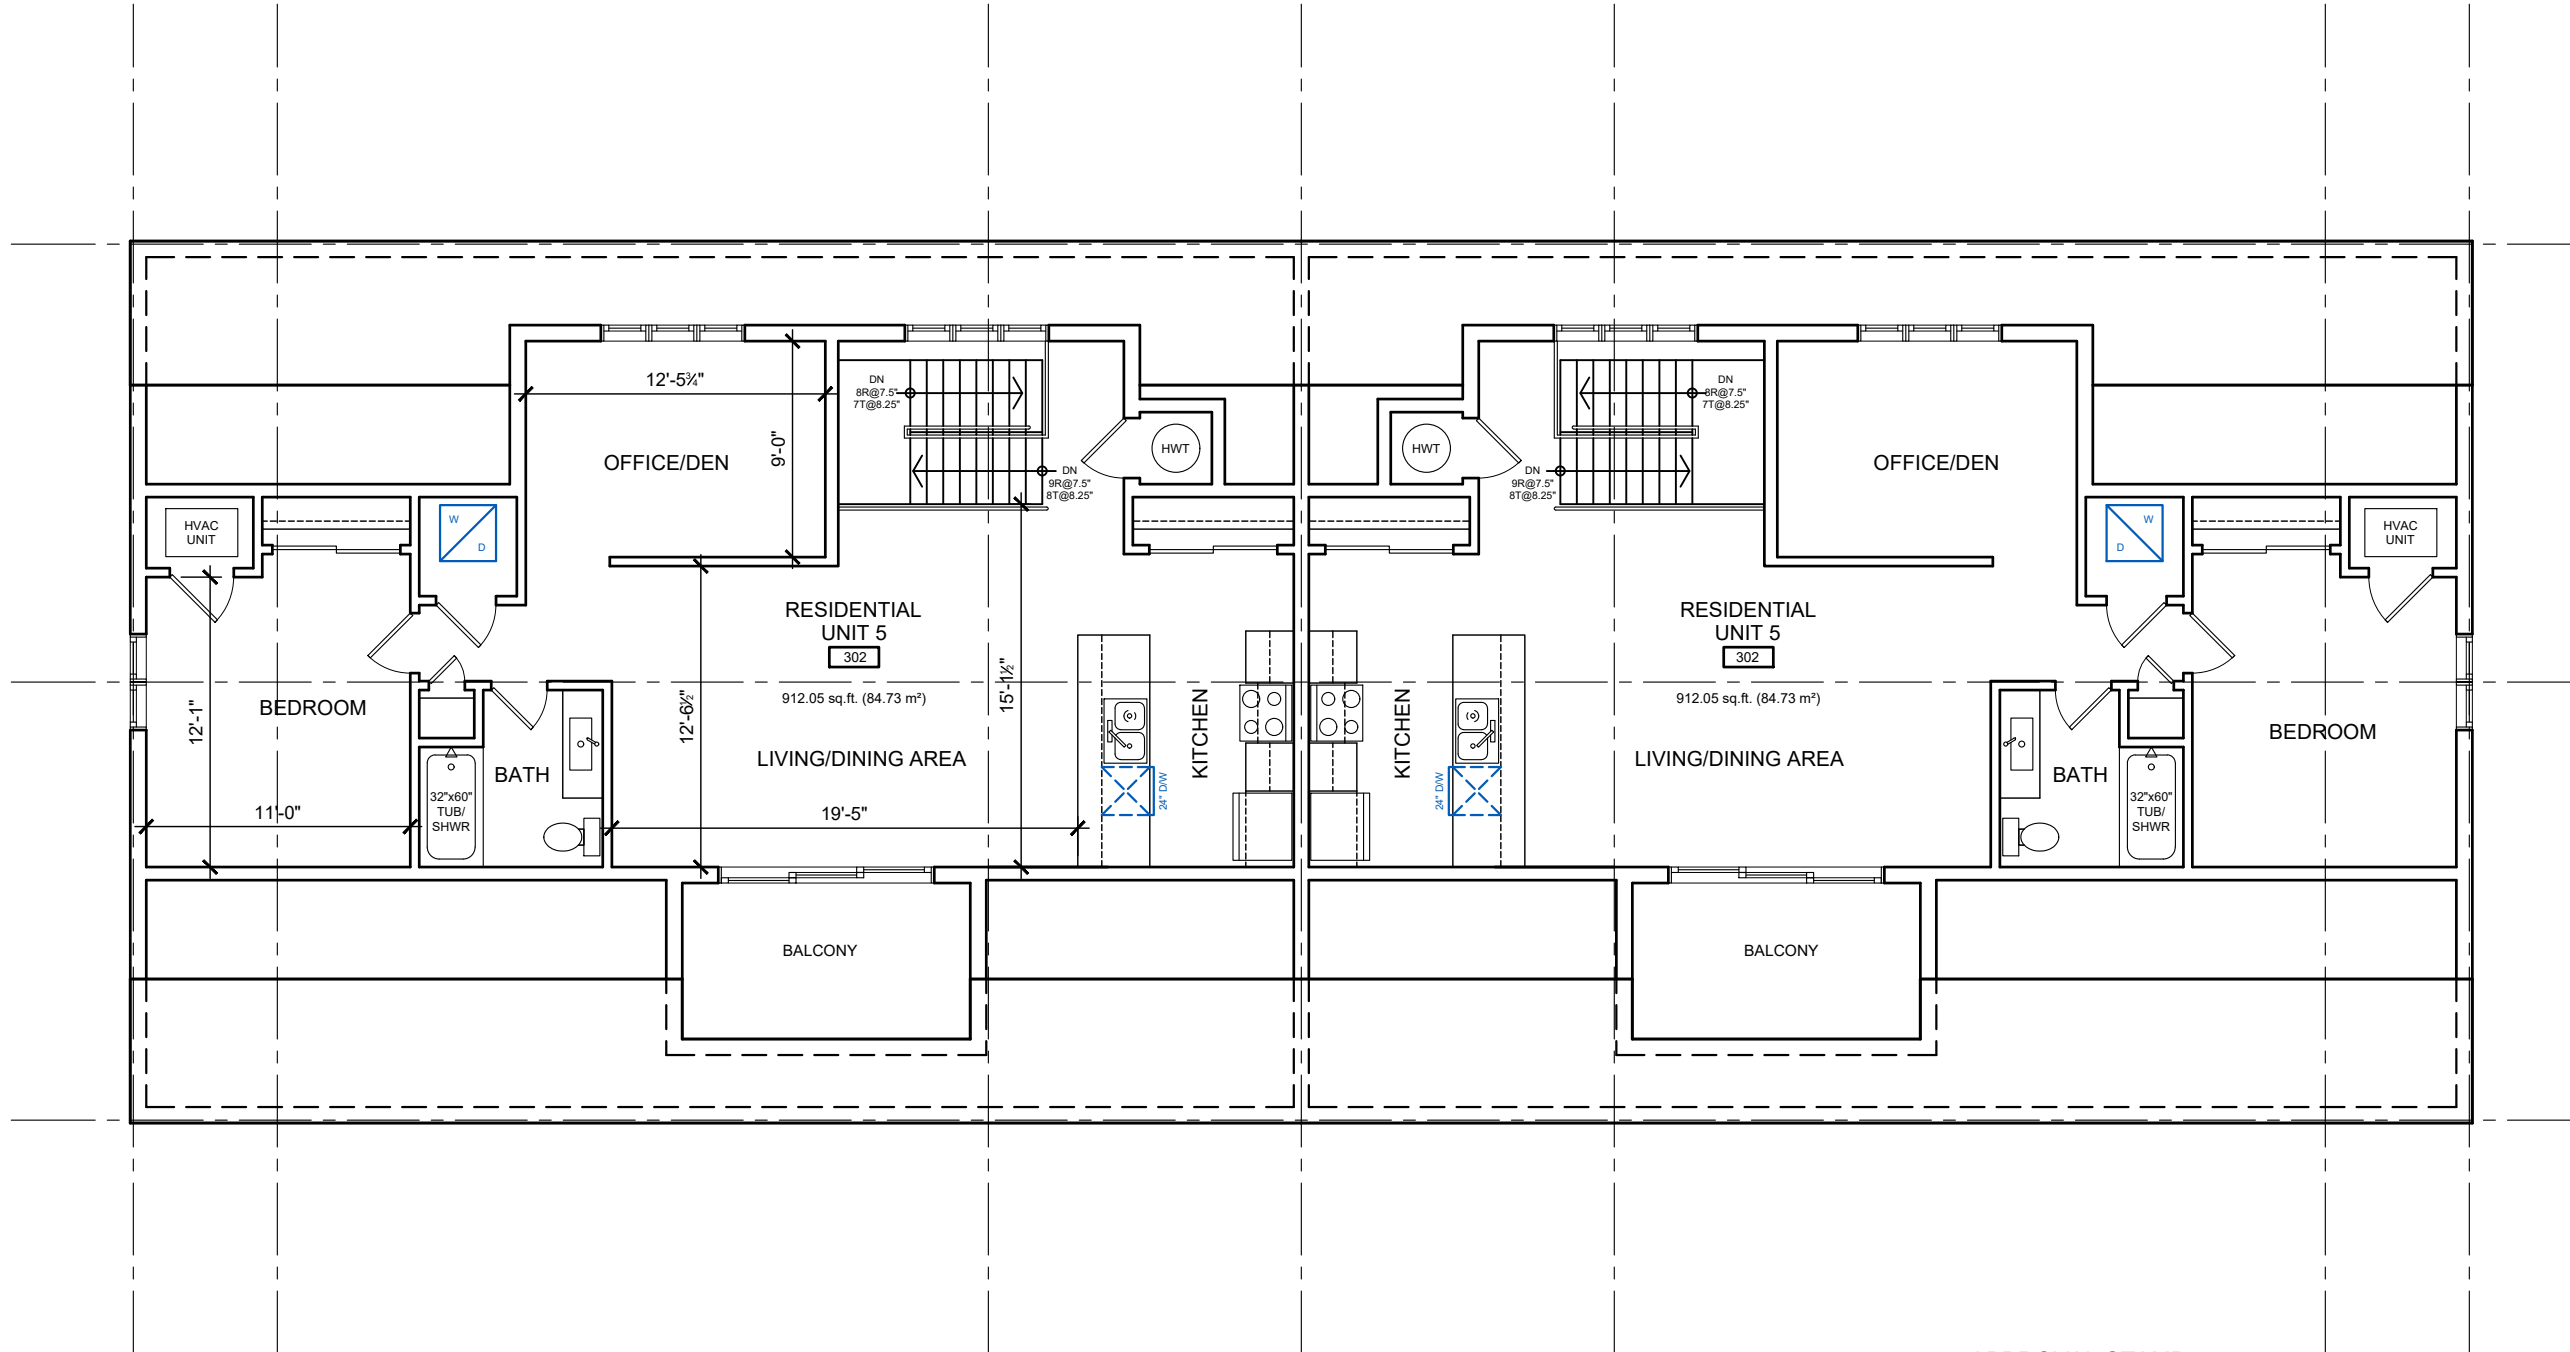 12'-5¾"
DN
8R@7.5"
7T@8.25"
DN
8R@7.5"
7T@8.25"
9'-0"
OFFICE/DEN
HWT
HWT
OFFICE/DEN
DN
9R@7.5"
8T@8.25"
DN
9R@7.5"
8T@8.25"
HVAC
UNIT
W
D
W
D
HVAC
UNIT
RESIDENTIAL
UNIT 5
302
912.05 sq.ft. (84.73 m²)
RESIDENTIAL
UNIT 5
302
912.05 sq.ft. (84.73 m²)
12'-1"
BEDROOM
12'-6½"
15'-1½"
KITCHEN
KITCHEN
BEDROOM
BATH
LIVING/DINING AREA
LIVING/DINING AREA
BATH
32"x60"
TUB/
SHWR
24" D/W
24" D/W
32"x60"
TUB/
SHWR
11'-0"
19'-5"
BALCONY
BALCONY